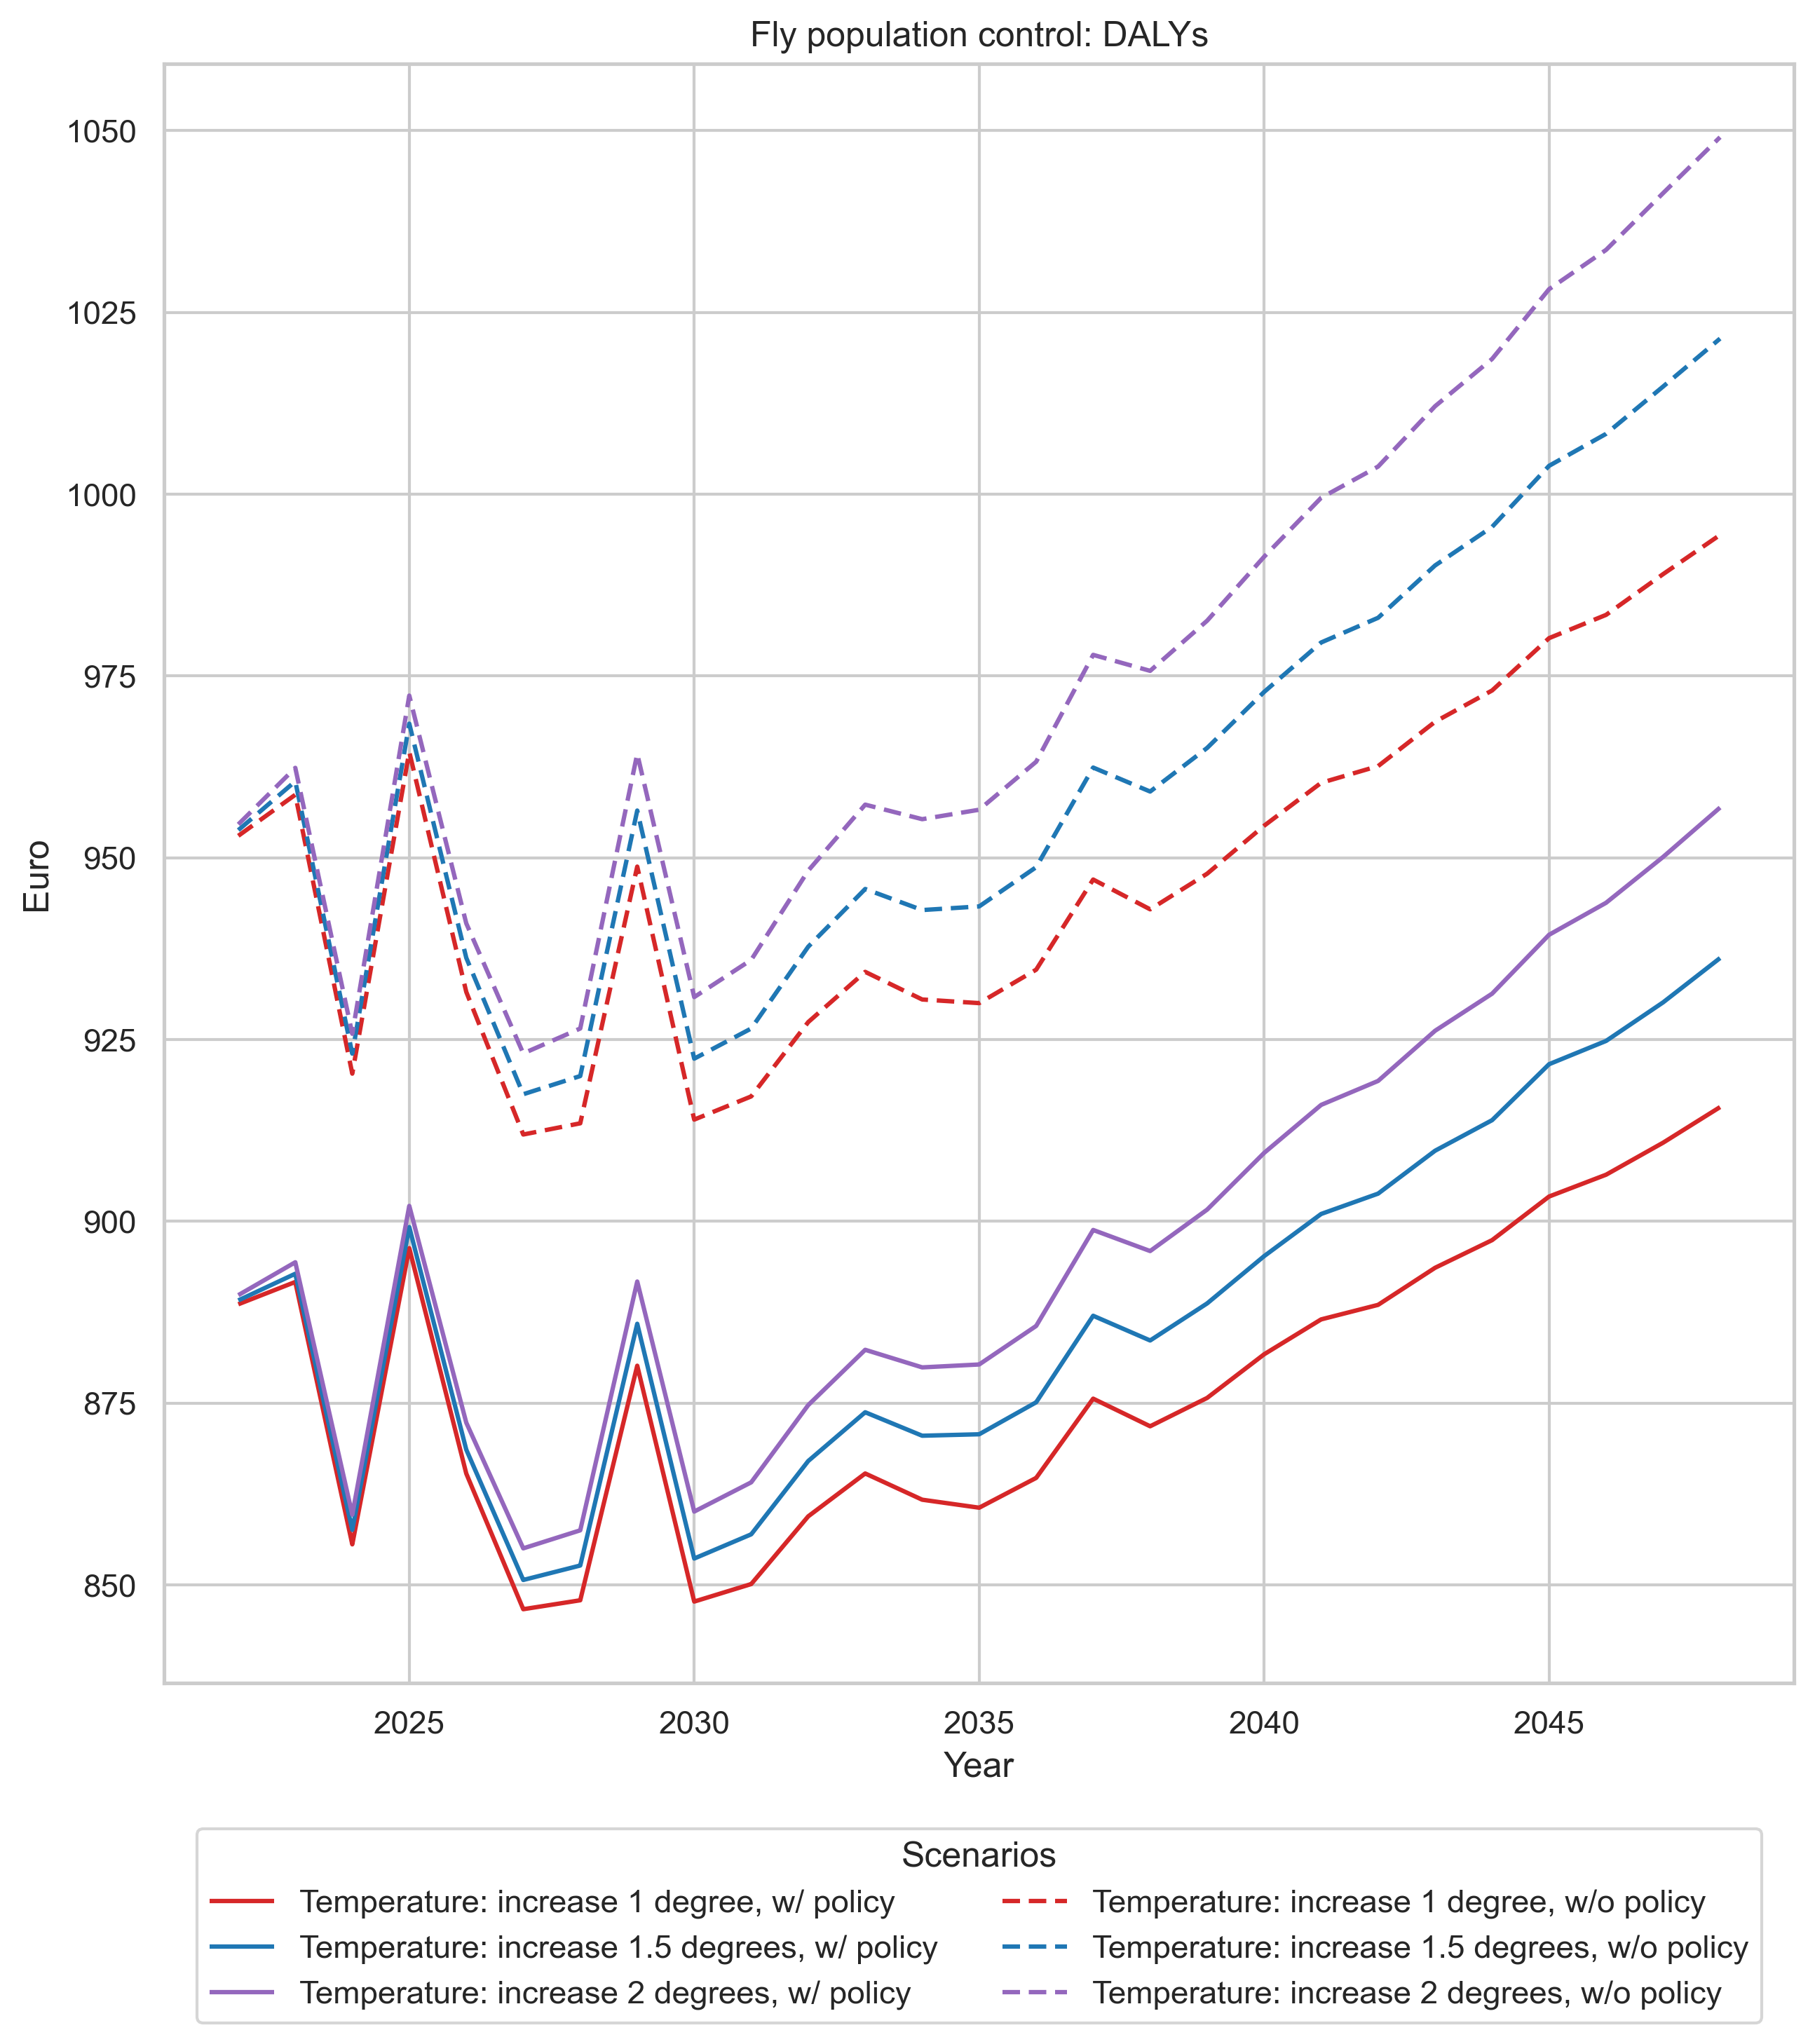 Fly population control: DALYs
1050
1025
1000
975
950
925
900
875
850
Euro
2025 2030 2035 2040 2045
Year
Scenarios
Temperature: increase 1 degree, w/ policy
Temperature: increase 1.5 degrees, w/ policy
Temperature: increase 2 degrees, w/ policy
Temperature: increase 1 degree, w/o policy
Temperature: increase 1.5 degrees, w/o policy
Temperature: increase 2 degrees, w/o policy